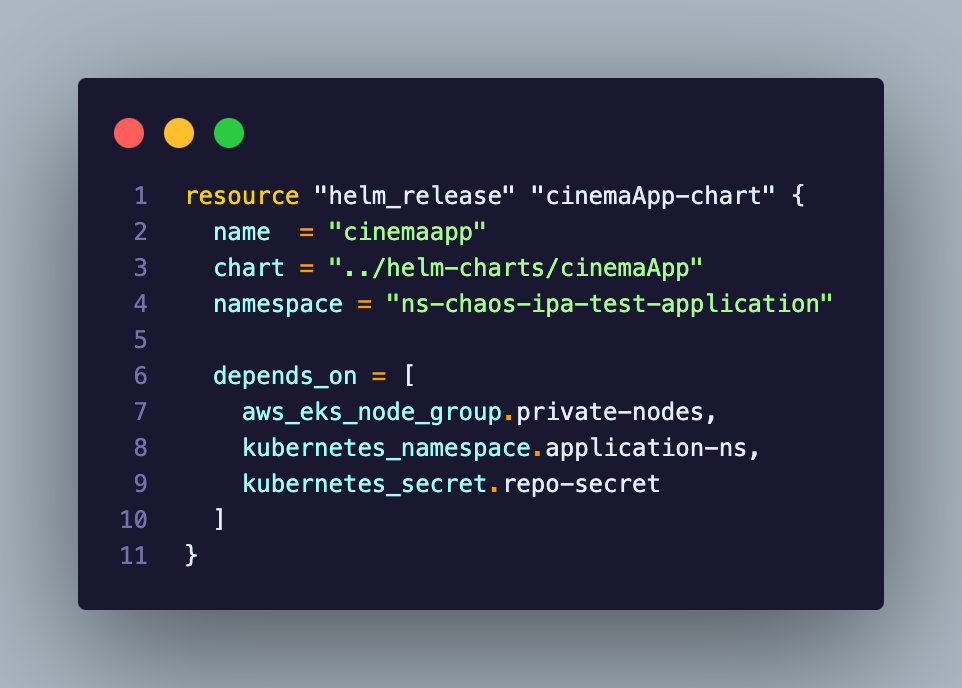 1 resource "helm_release" "cinemaApp-chart" {
2   name  = "cinemaapp"
3   chart = "../helm-charts/cinemaApp"
4   namespace = "ns-chaos-ipa-test-application"
5
6   depends_on = [
7     aws_eks_node_group.private-nodes,
8     kubernetes_namespace.application-ns,
9     kubernetes_secret.repo-secret
10   ]
11 }